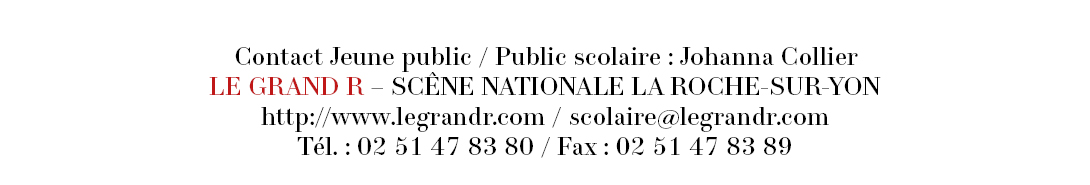 Contact Jeune public / Public scolaire : Johanna Collier
LE GRAND R – SCÈNE NATIONALE LA ROCHE-SUR-YON
http://www.legrandr.com / scolaire@legrandr.com
Tél. : 02 51 47 83 80 / Fax : 02 51 47 83 89